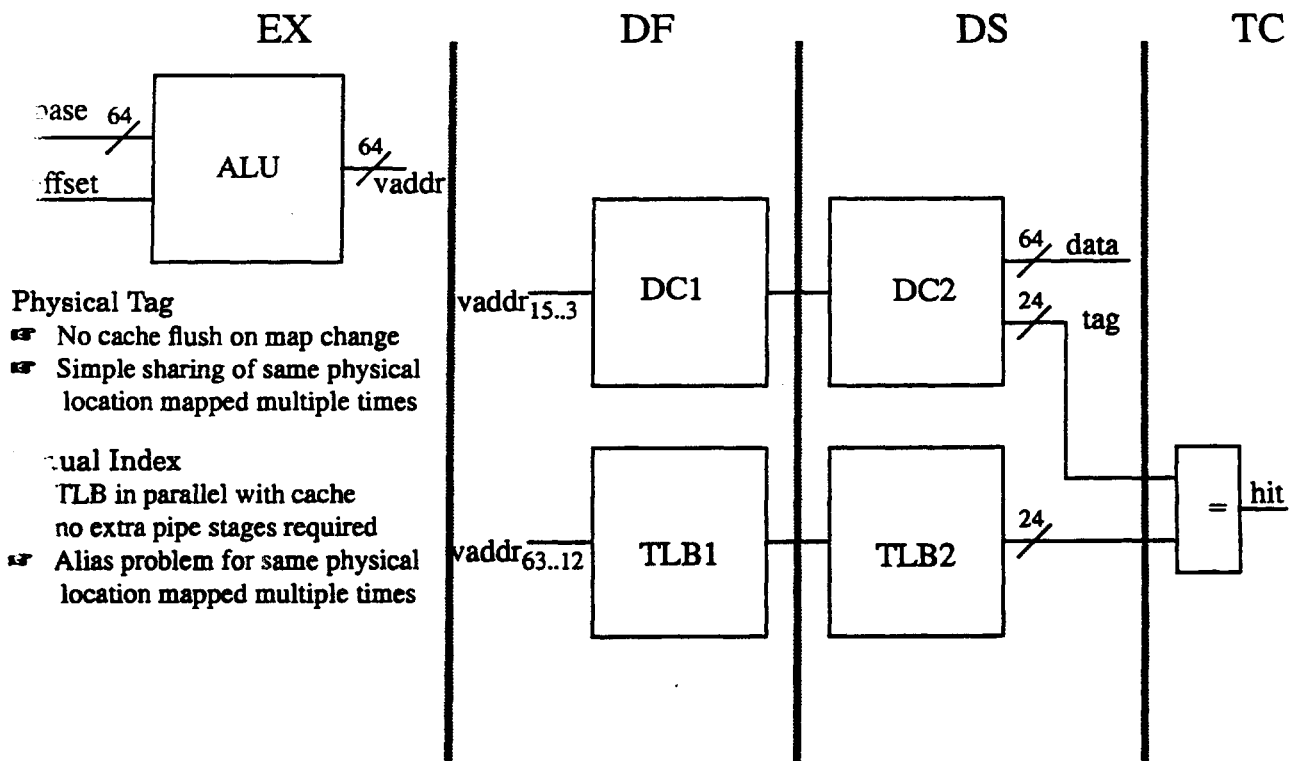 EX DF DS TC
base 64
ALU
64
vaddr
offset
64 data
DC1
DC2
vaddr15..3
24 tag
Physical Tag
☞ No cache flush on map change
☞ Simple sharing of same physical
location mapped multiple times
Index
TLB in parallel with cache
no extra pipe stages required
☞ Alias problem for same physical
location mapped multiple times
vaddr63..12
TLB1
TLB2
24
=
hit